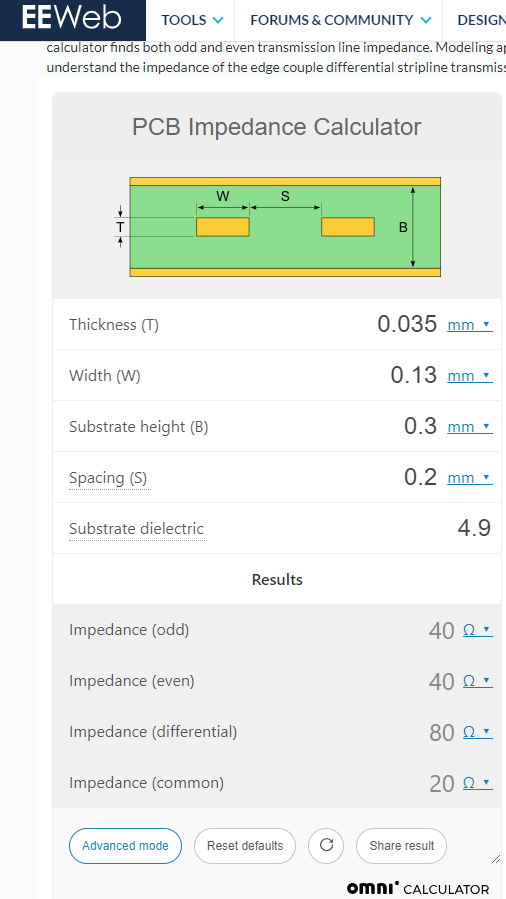 EEWeb TOOLS FORUMS & COMMUNITY DESIGN
calculator finds both odd and even transmission line impedance. Modeling ap
understand the impedance of the edge couple differential stripline transmiss
PCB Impedance Calculator
W S
T B
Thickness (T) 0.035 mm
Width (W) 0.13 mm
Substrate height (B) 0.3 mm
Spacing (S) 0.2 mm
Substrate dielectric 4.9
Results
Impedance (odd) 40 Ω
Impedance (even) 40 Ω
Impedance (differential) 80 Ω
Impedance (common) 20 Ω
Advanced mode Reset defaults Share result
omni CALCULATOR